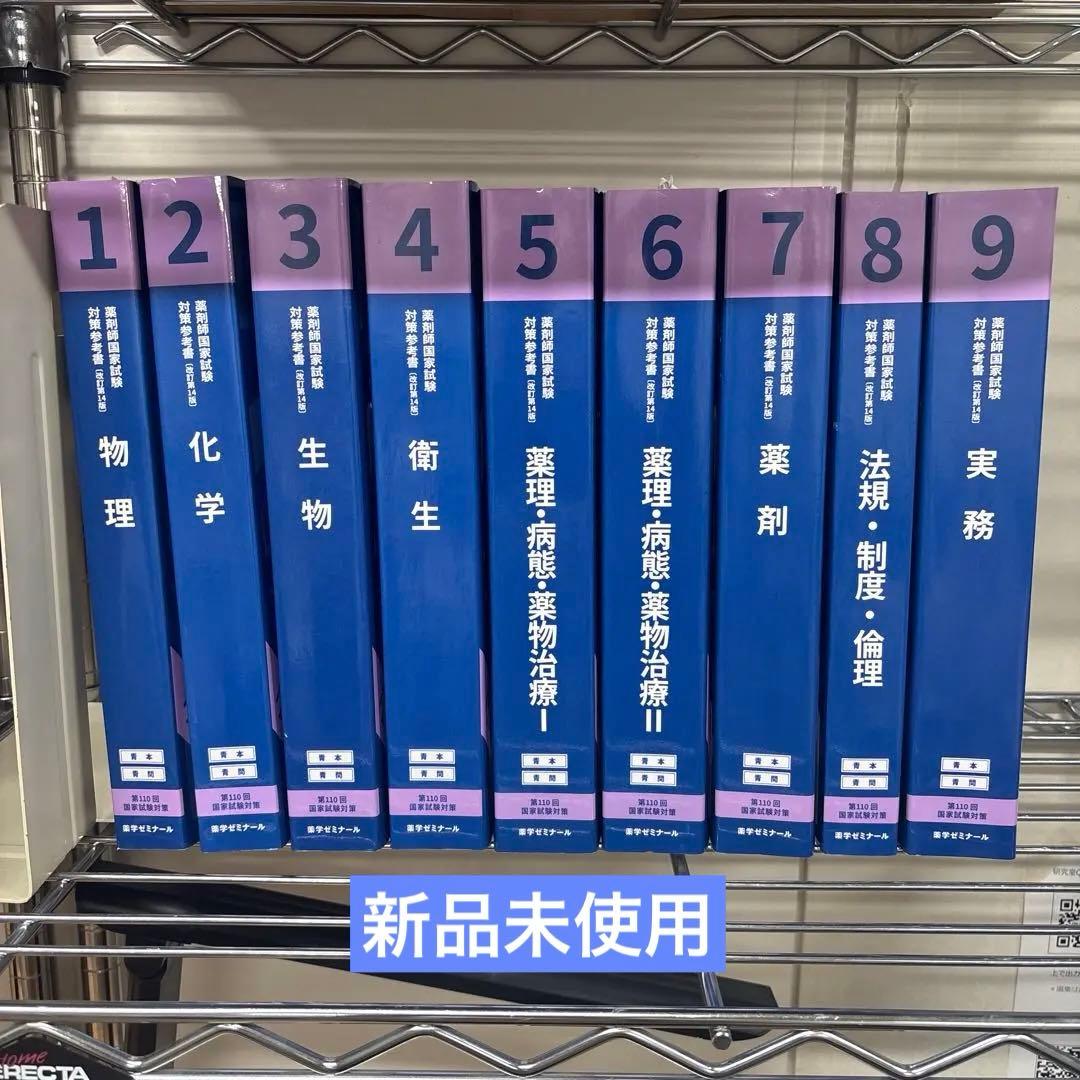 1
薬剤師国家試験
対策参考書〔改訂第14版〕
物理
青本
青問
第110回
国家試験対策
薬学ゼミナール
2
薬剤師国家試験
対策参考書〔改訂第14版〕
化学
青本
青問
第110回
国家試験対策
薬学ゼミナール
3
薬剤師国家試験
対策参考書〔改訂第14版〕
生物
青本
青問
第110回
国家試験対策
薬学ゼミナール
4
薬剤師国家試験
対策参考書〔改訂第14版〕
衛生
青本
青問
第110回
国家試験対策
薬学ゼミナール
5
薬剤師国家試験
対策参考書〔改訂第14版〕
薬理・病態・薬物治療Ⅰ
青本
青問
第110回
国家試験対策
薬学ゼミナール
6
薬剤師国家試験
対策参考書〔改訂第14版〕
薬理・病態・薬物治療Ⅱ
青本
青問
第110回
国家試験対策
薬学ゼミナール
7
薬剤師国家試験
対策参考書〔改訂第14版〕
薬剤
青本
青問
第110回
国家試験対策
薬学ゼミナール
8
薬剤師国家試験
対策参考書〔改訂第14版〕
法規・制度・倫理
青本
青問
第110回
国家試験対策
薬学ゼミナール
9
薬剤師国家試験
対策参考書〔改訂第14版〕
実務
青本
青問
第110回
国家試験対策
薬学ゼミナール
新品未使用
Home
ERECTA